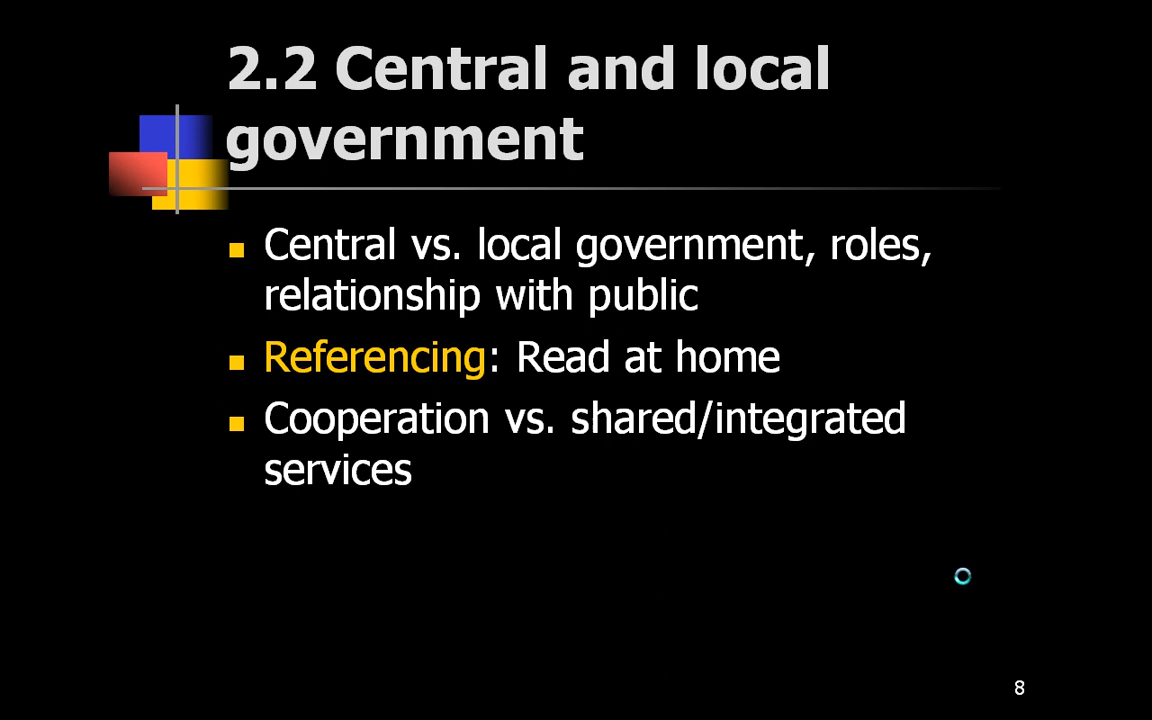 2.2 Central and local
government
Central vs. local government, roles,
relationship with public
Referencing: Read at home
Cooperation vs. shared/integrated
services
8